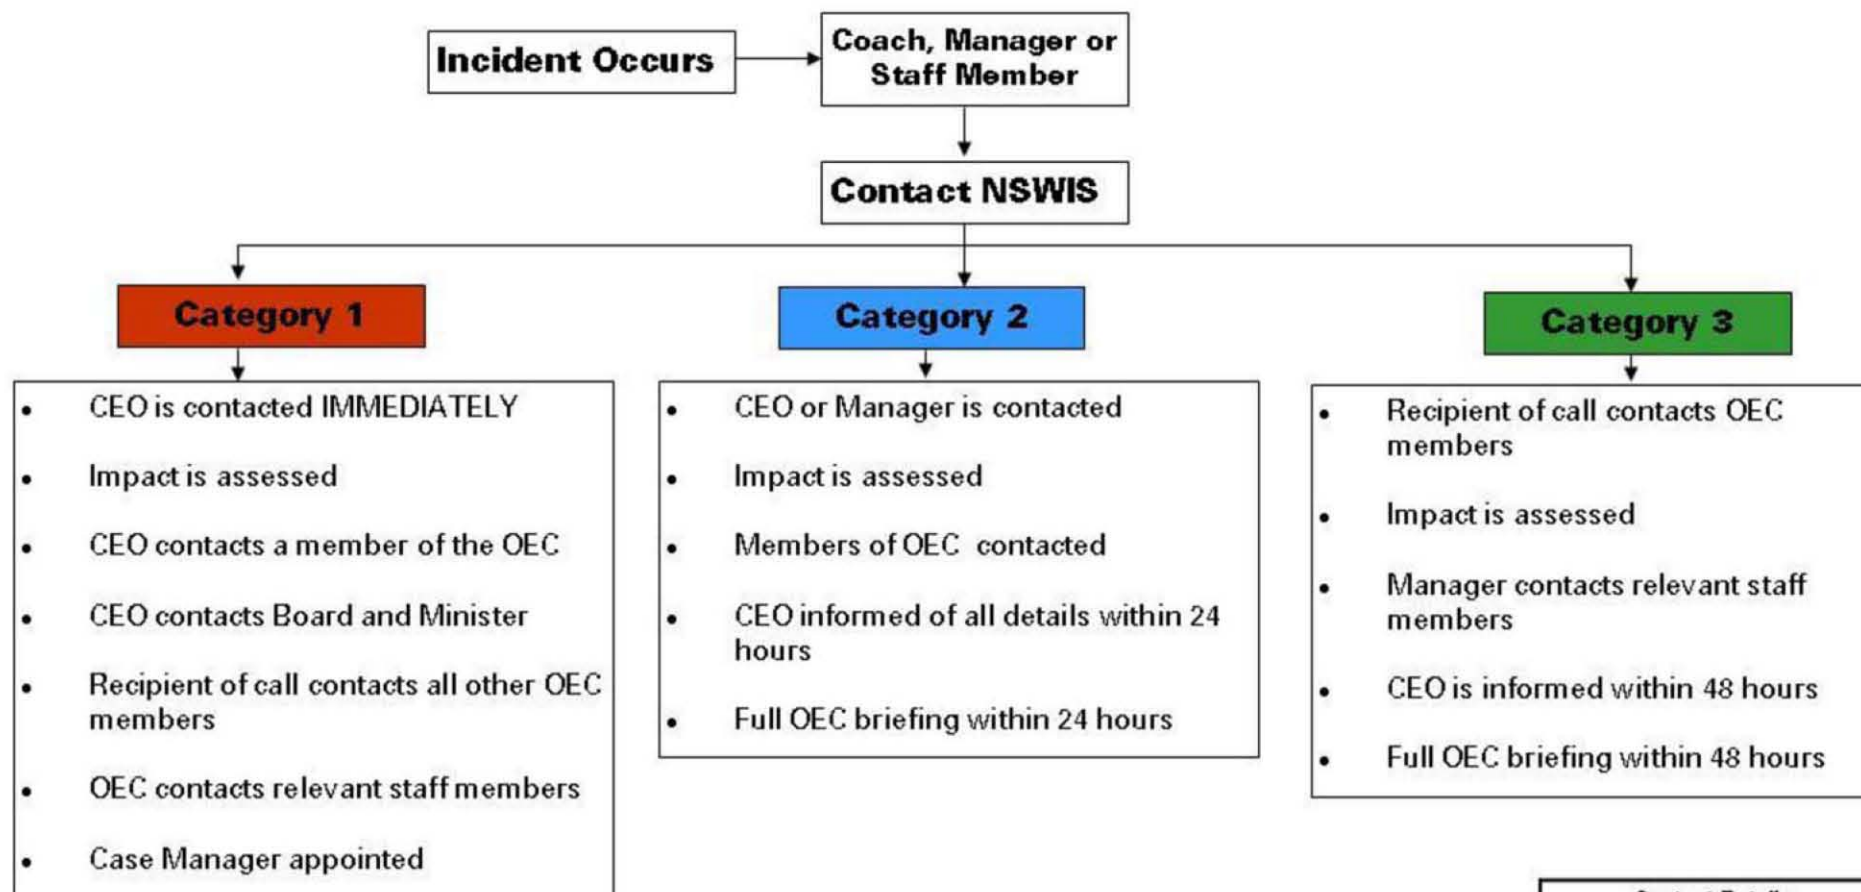 Incident Occurs
Coach, Manager or
Staff Member
Contact NSWIS
Category 1
• CEO is contacted IMMEDIATELY
• Impact is assessed
• CEO contacts a member of the OEC
• CEO contacts Board and Minister
• Recipient of call contacts all other OEC
members
• OEC contacts relevant staff members
• Case Manager appointed
Category 2
• CEO or Manager is contacted
• Impact is assessed
• Members of OEC contacted
• CEO informed of all details within 24
hours
• Full OEC briefing within 24 hours
Category 3
• Recipient of call contacts OEC
members
• Impact is assessed
• Manager contacts relevant staff
members
• CEO is informed within 48 hours
• Full OEC briefing within 48 hours